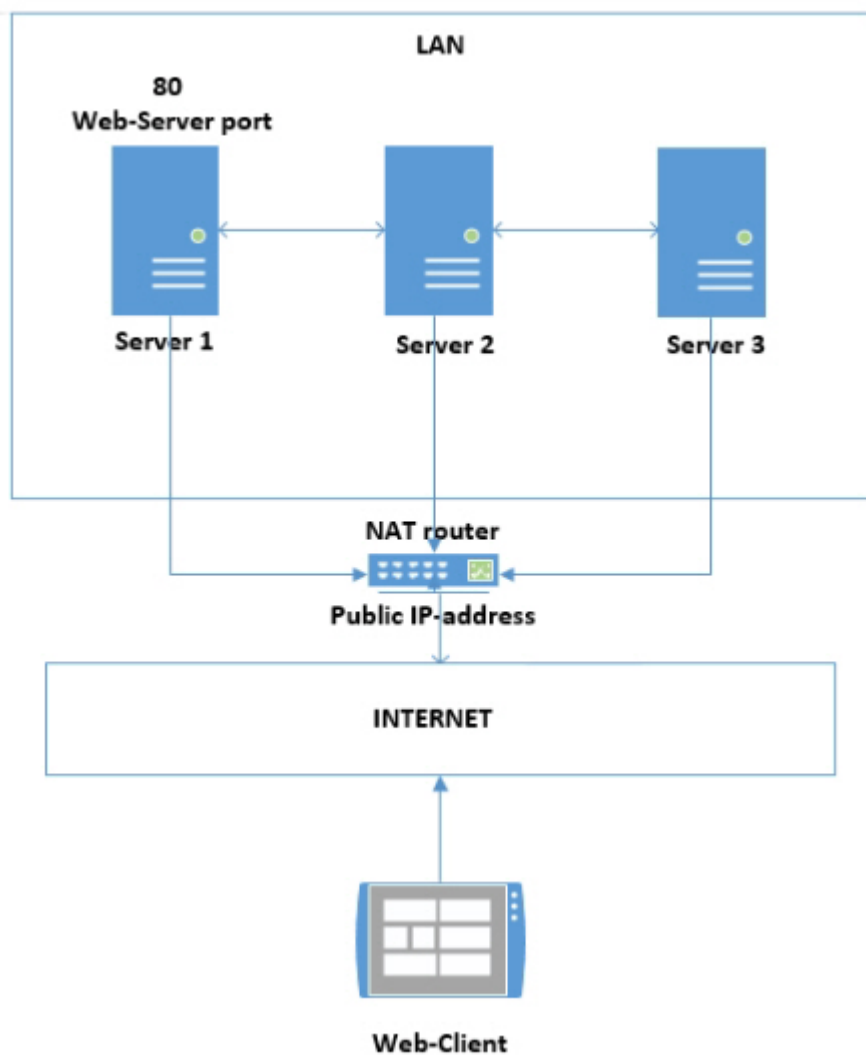 LAN
80
Web-Server port
Server 1
Server 2
Server 3
NAT router
Public IP-address
INTERNET
Web-Client